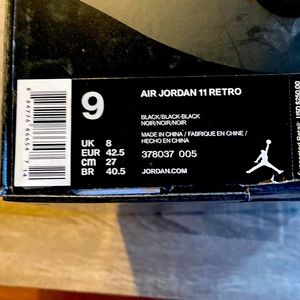 9
AIR JORDAN 11 RETRO
BLACK/BLACK-BLACK
NOIR/NOIR/NOIR
MADE IN CHINA / FABRIQUE EN CHINE /
HECHO EN CHINA
378037 005
JORDAN.COM
UK 8
EUR 42.5
CM 27
BR 40.5